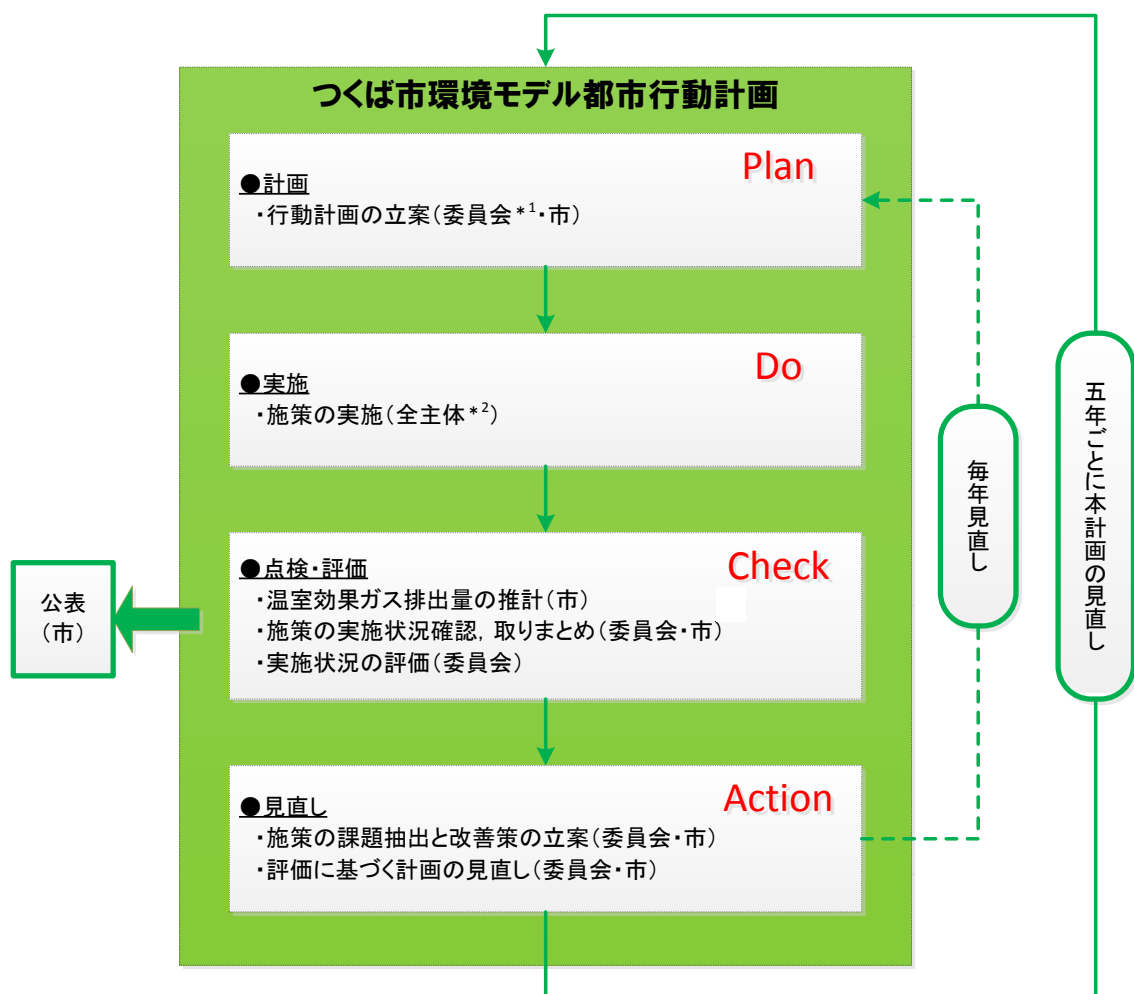 つくば市環境モデル都市行動計画
Plan
●計画
・行動計画の立案(委員会*1・市)
Do
●実施
・施策の実施(全主体*2)
Check
●点検・評価
・温室効果ガス排出量の推計(市)
・施策の実施状況確認, 取りまとめ(委員会・市)
・実施状況の評価(委員会)
公表
(市)
Action
●見直し
・施策の課題抽出と改善策の立案(委員会・市)
・評価に基づく計画の見直し(委員会・市)
毎年見直し
五年ごとに本計画の見直し